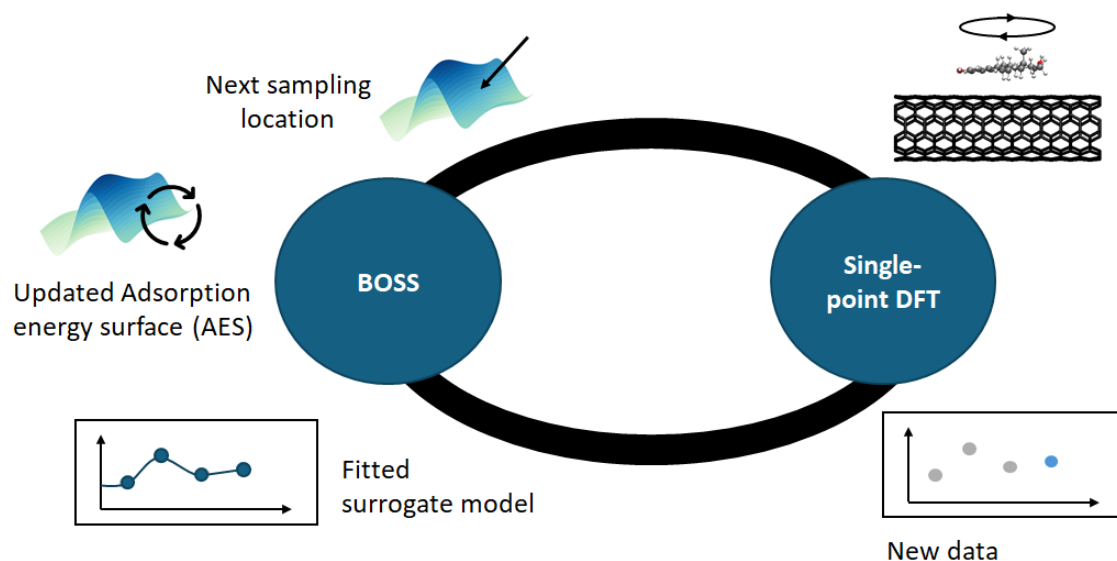 Next sampling
location
Updated Adsorption
energy surface (AES)
BOSS
Single-
point DFT
Fitted
surrogate model
New data